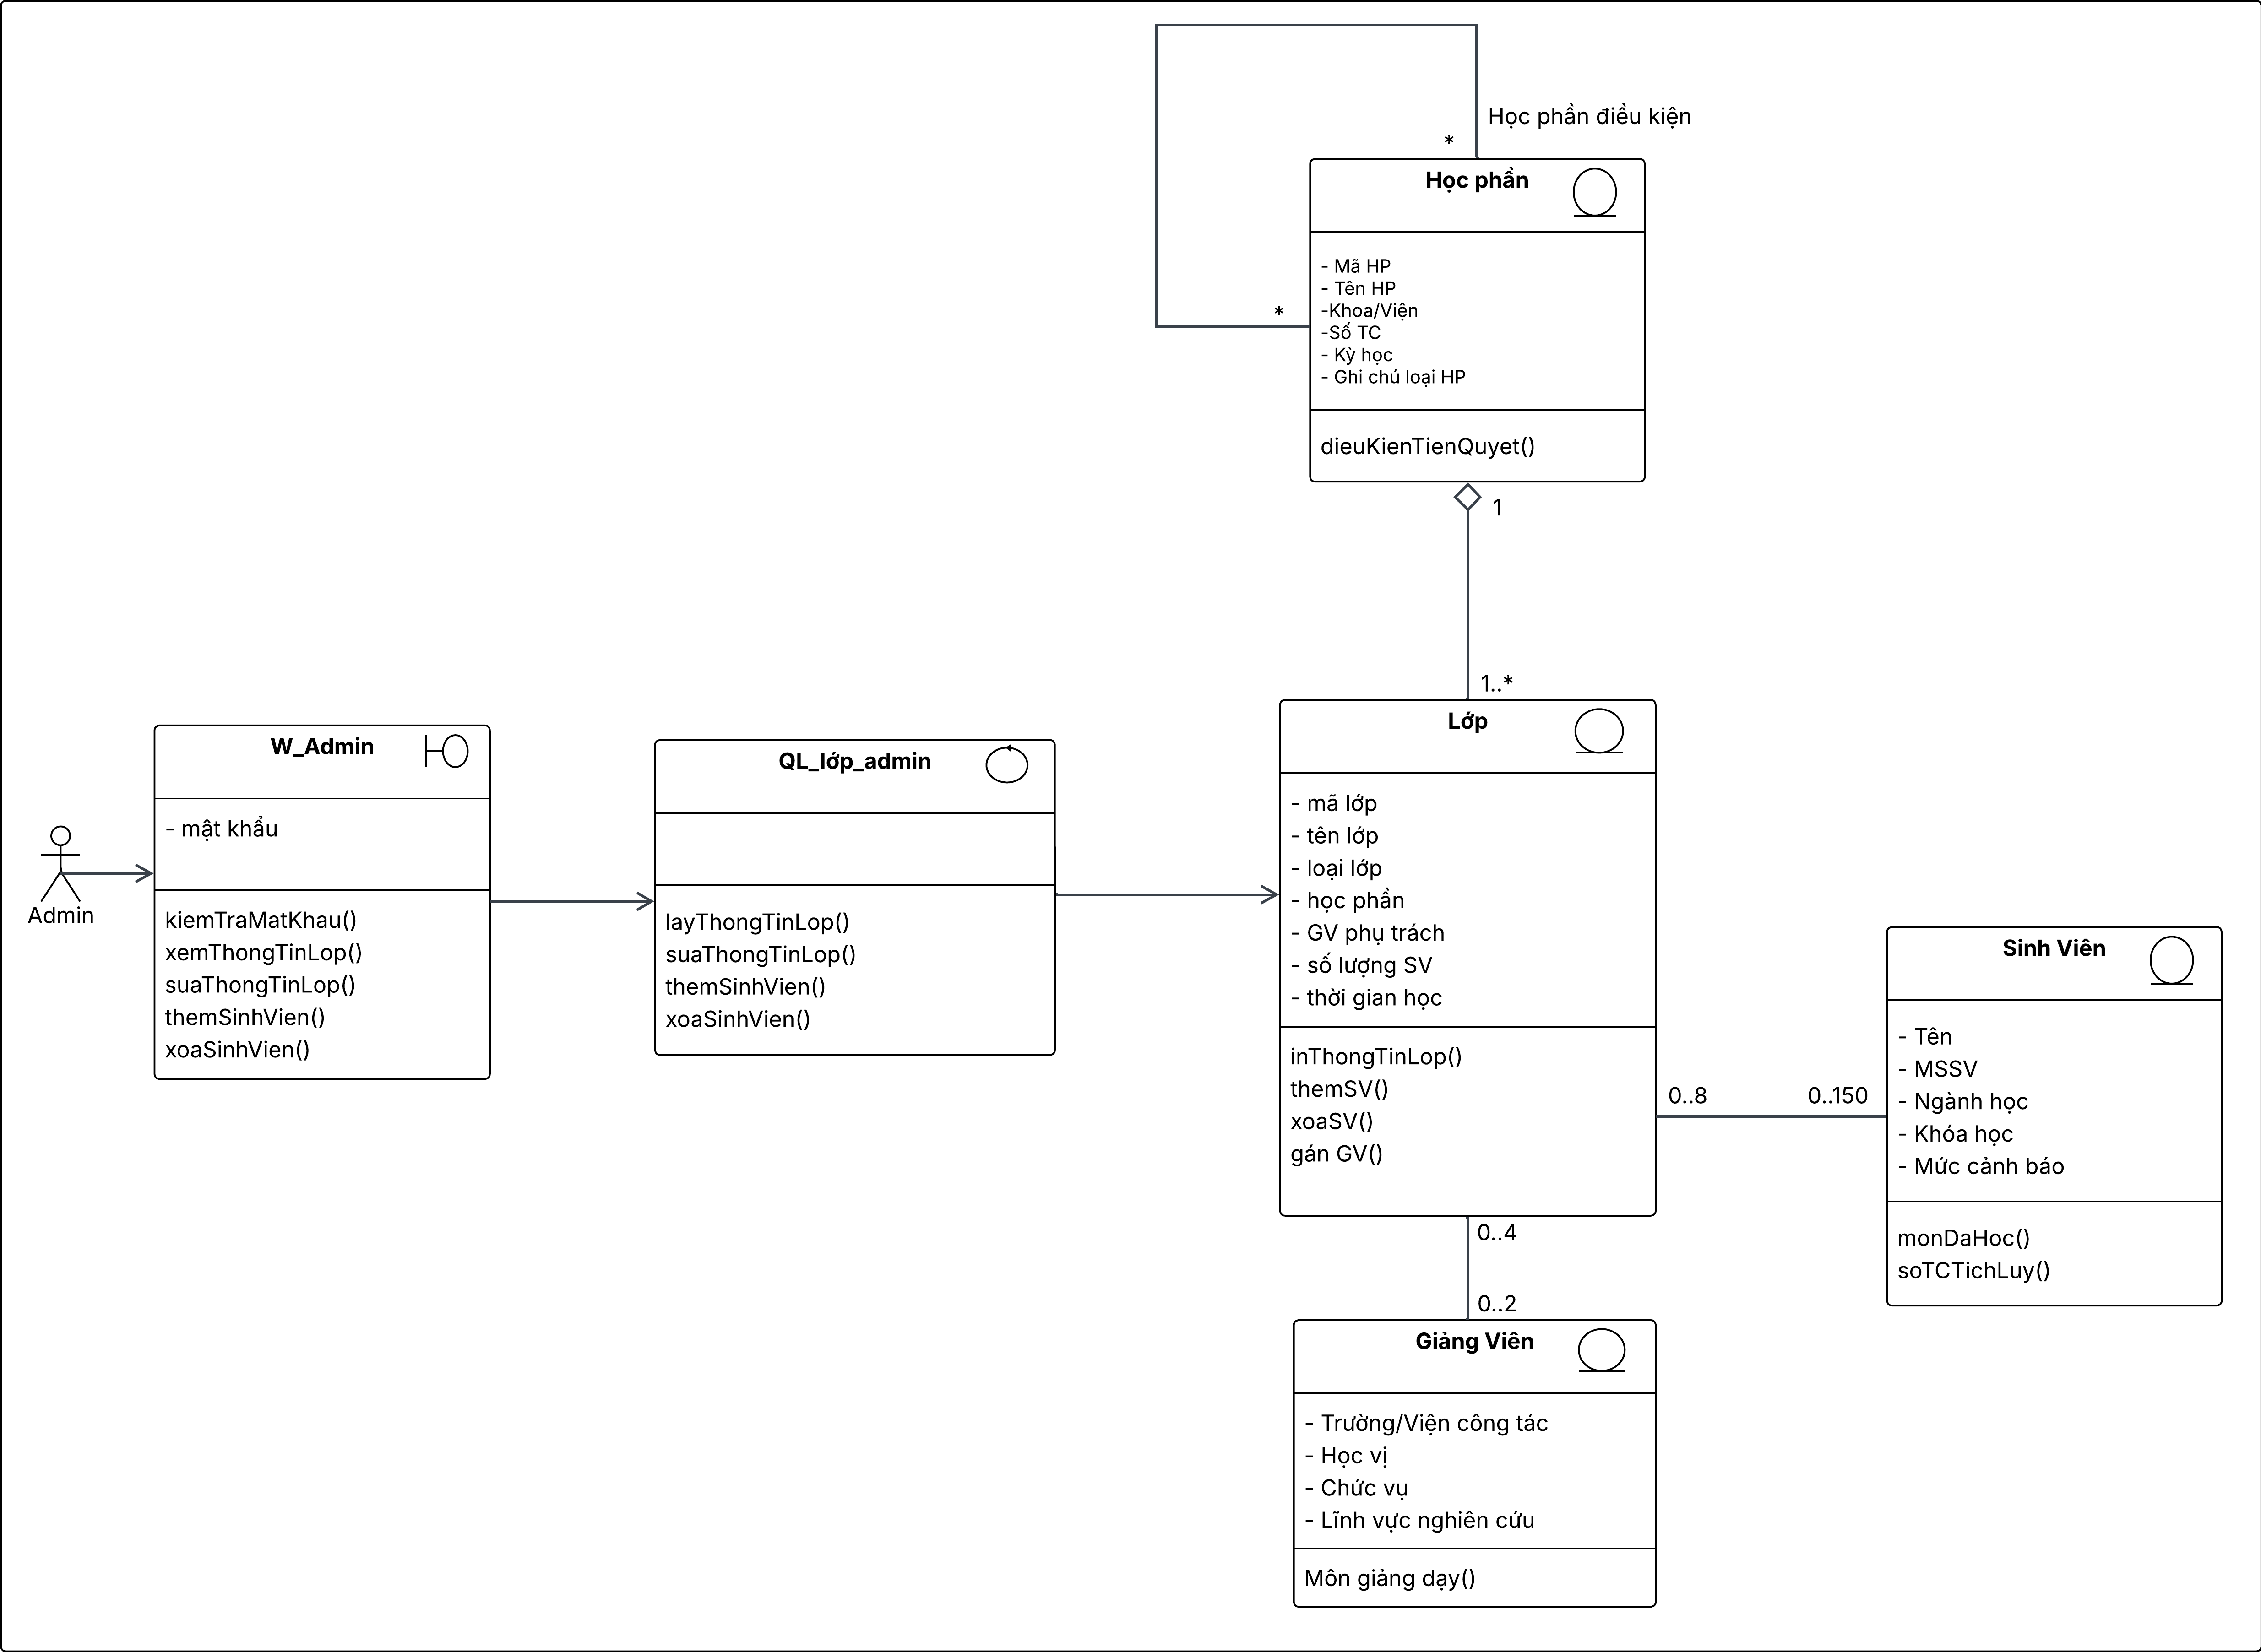 Học phần điều kiện
*
Học phần
- Mã HP
- Tên HP
-Khoa/Viện
*
-Số TC
- Kỳ học
- Ghi chú loại HP
dieuKienTienQuyet()
1
1..*
Admin
W_Admin
- mật khẩu
kiemTraMatKhau()
xemThongTinLop()
suaThongTinLop()
themSinhVien()
xoaSinhVien()
QL_lớp_admin
layThongTinLop()
suaThongTinLop()
themSinhVien()
xoaSinhVien()
Lớp
- mã lớp
- tên lớp
- loại lớp
- học phần
- GV phụ trách
- số lượng SV
- thời gian học
inThongTinLop()
themSV()
xoaSV()
gán GV()
0..8
0..150
Sinh Viên
- Tên
- MSSV
- Ngành học
- Khóa học
- Mức cảnh báo
monDaHoc()
soTCTichLuy()
0..4
0..2
Giảng Viên
- Trường/Viện công tác
- Học vị
- Chức vụ
- Lĩnh vực nghiên cứu
Môn giảng dạy()